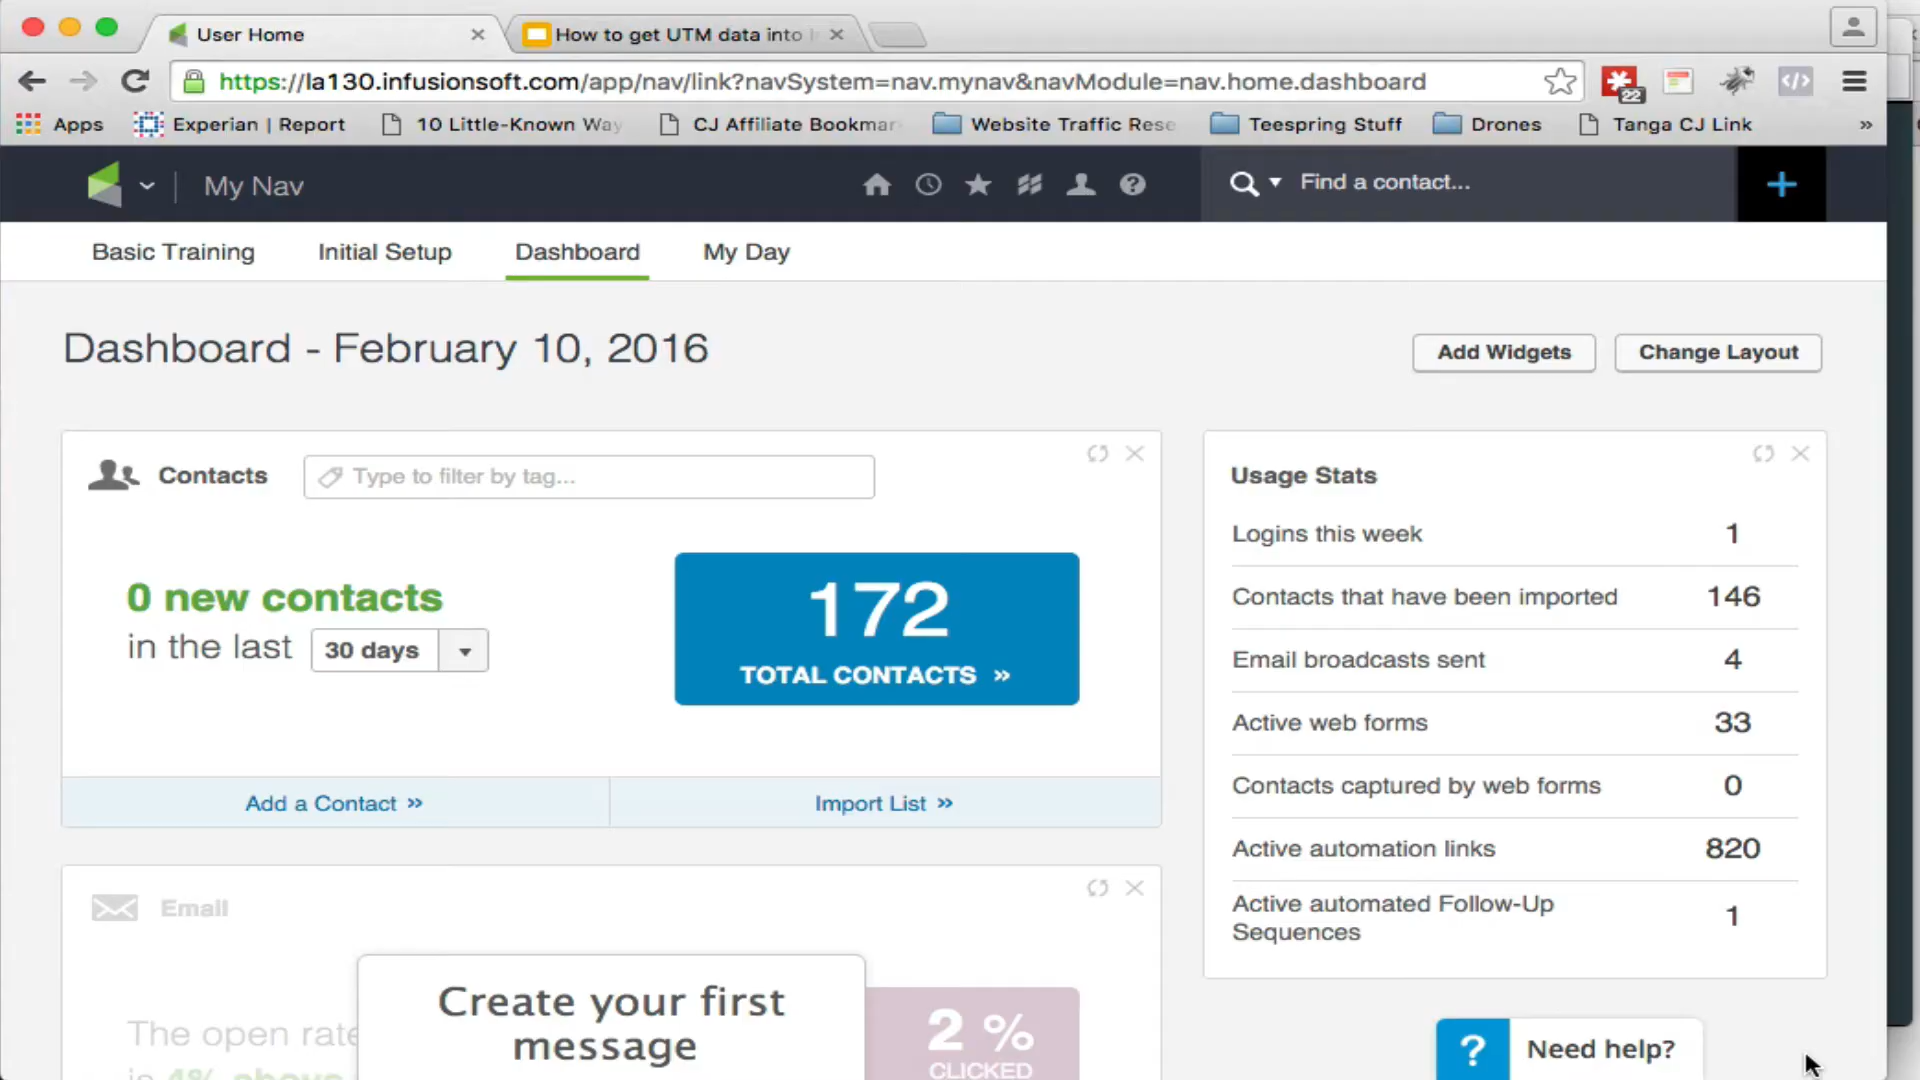 User Home
How to get UTM data into
https://la130.infusionsoft.com/app/nav/link?navSystem=nav.mynav&navModule=nav.home.dashboard
22
Apps
Experian | Report
10 Little-Known Way
CJ Affiliate Bookmar
Website Traffic Rese
Teespring Stuff
Drones
Tanga CJ Link
»
My Nav
Find a contact...
Basic Training
Initial Setup
Dashboard
My Day
Dashboard - February 10, 2016
Add Widgets
Change Layout
Contacts
Type to filter by tag...
0 new contacts
in the last 30 days
172
TOTAL CONTACTS »
Add a Contact »
Import List »
Usage Stats
Logins this week 1
Contacts that have been imported 146
Email broadcasts sent 4
Active web forms 33
Contacts captured by web forms 0
Active automation links 820
Active automated Follow-Up
Sequences 1
Email
Create your first
message
The open rate
2 %
CLICKED
? Need help?